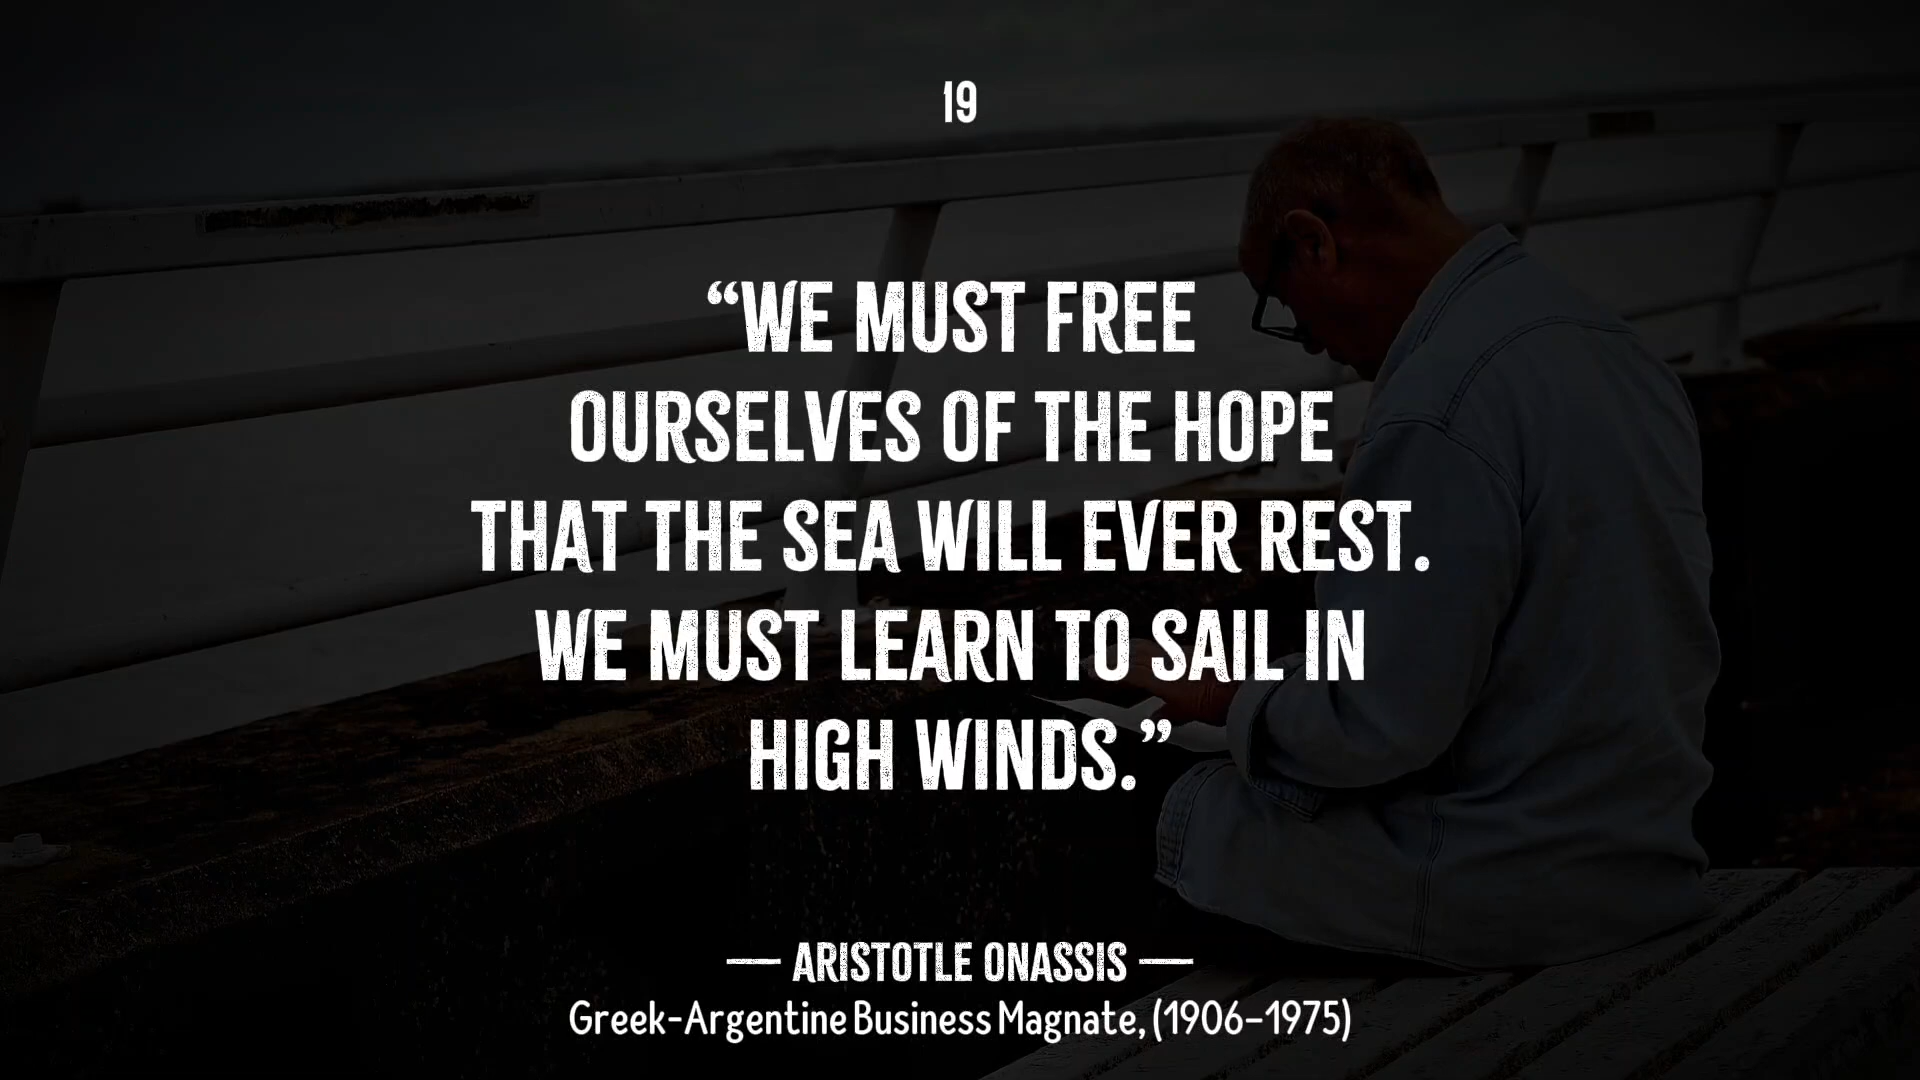 19
“WE MUST FREE
OURSELVES OF THE HOPE
THAT THE SEA WILL EVER REST.
WE MUST LEARN TO SAIL IN
HIGH WINDS.”
— ARISTOTLE ONASSIS —
Greek-Argentine Business Magnate, (1906-1975)